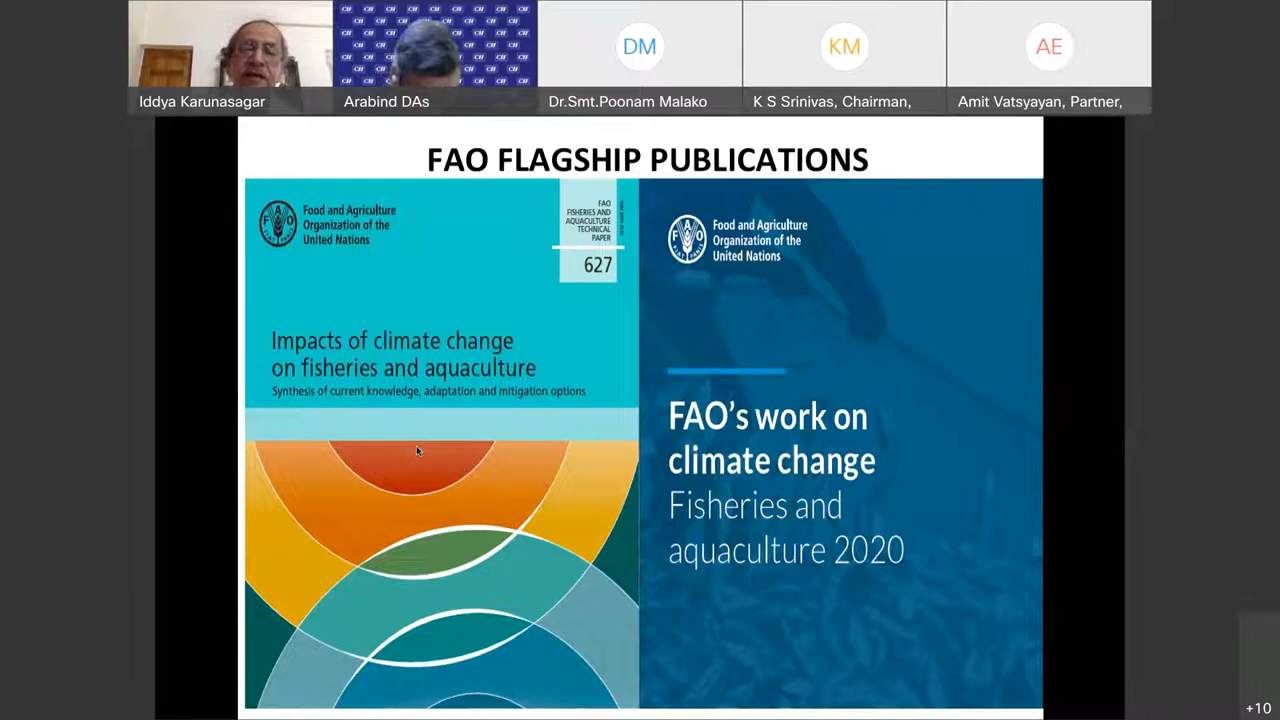 Iddya Karunasagar
Arabind DAs
DM
Dr.Smt.Poonam Malako
KM
K S Srinivas, Chairman,
AE
Amit Vatsyayan, Partner,
FAO FLAGSHIP PUBLICATIONS
FAO
Food and Agriculture
Organization of the
United Nations
FAO
FISHERIES AND
AQUACULTURE
TECHNICAL
PAPER
627
Impacts of climate change
on fisheries and aquaculture
Synthesis of current knowledge, adaptation and mitigation options
FAO
Food and Agriculture
Organization of the
United Nations
FAO's work on
climate change
Fisheries and
aquaculture 2020
+10